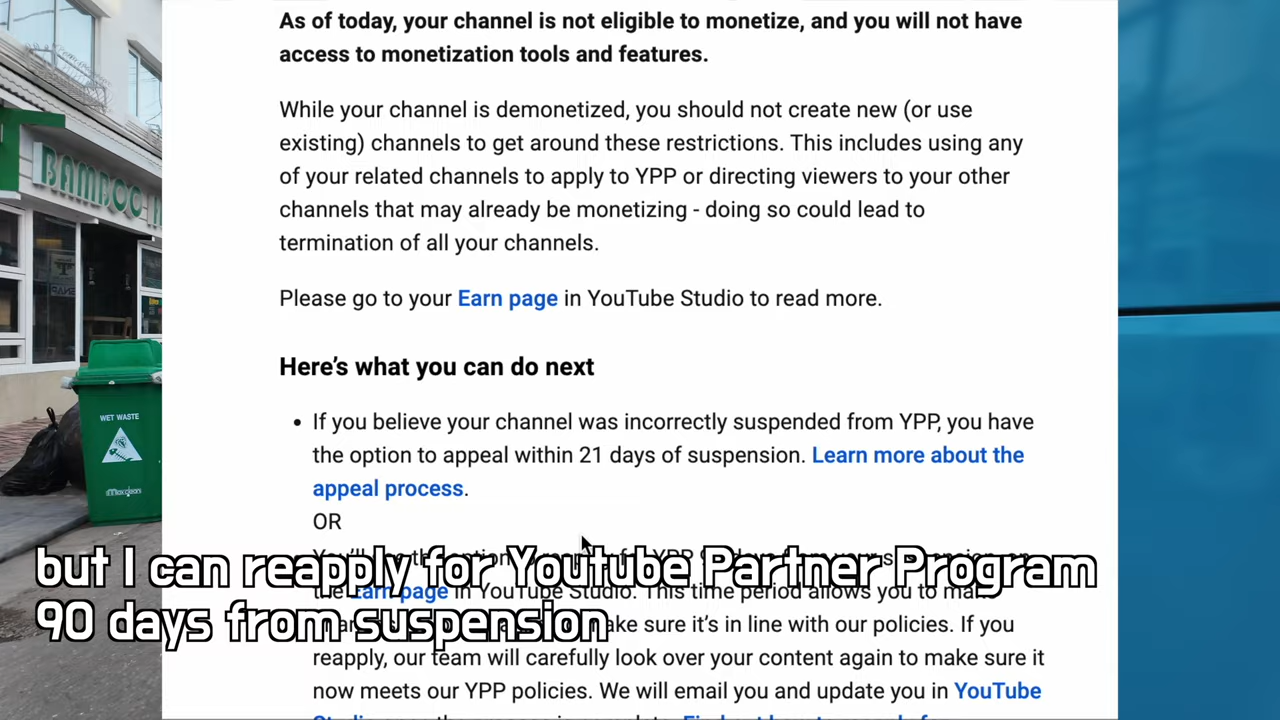 As of today, your channel is not eligible to monetize, and you will not have
access to monetization tools and features.
While your channel is demonetized, you should not create new (or use
existing) channels to get around these restrictions. This includes using any
of your related channels to apply to YPP or directing viewers to your other
channels that may already be monetizing - doing so could lead to
termination of all your channels.
Please go to your Earn page in YouTube Studio to read more.
Here's what you can do next
• If you believe your channel was incorrectly suspended from YPP, you have
the option to appeal within 21 days of suspension. Learn more about the
appeal process.
OR
the Earn page in YouTube Studio. This time period allows you to
make sure it's in line with our policies. If you
reapply, our team will carefully look over your content again to make sure it
now meets our YPP policies. We will email you and update you in YouTube
but I can reapply for Youtube Partner Program
90 days from suspension
BAMBOO
WET WASTE